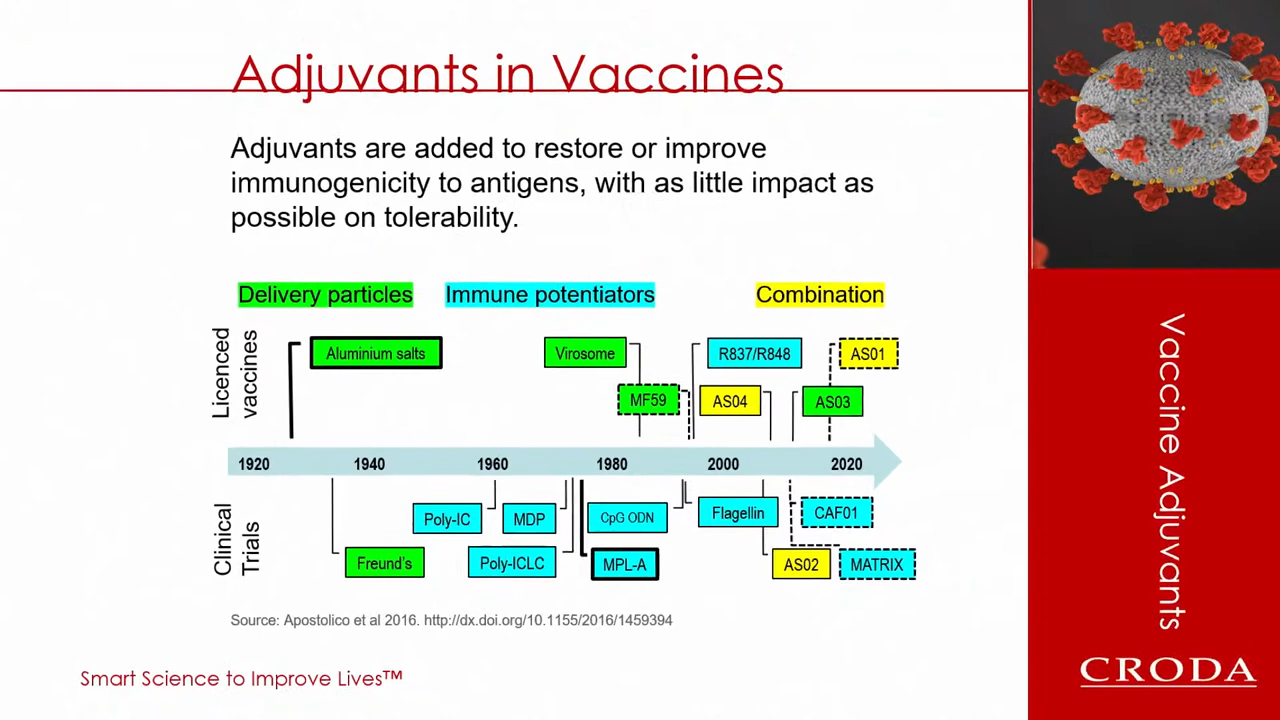 Adjuvants in Vaccines
Adjuvants are added to restore or improve
immunogenicity to antigens, with as little impact as
possible on tolerability.
Delivery particles
Immune potentiators
Combination
Licenced
vaccines
Aluminium salts
Virosome
R837/R848
AS01
MF59
AS04
AS03
1920
1940
1960
1980
2000
2020
Clinical
Trials
Poly-IC
MDP
CpG ODN
Flagellin
CAF01
Freund's
Poly-ICLC
MPL-A
AS02
MATRIX
Source: Apostolico et al 2016. http://dx.doi.org/10.1155/2016/1459394
Smart Science to Improve Lives™
Vaccine Adjuvants
CRODA